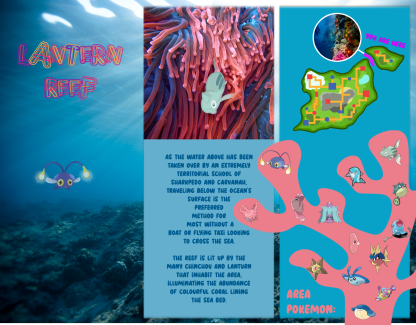 LANTERN
REEF
YOU ARE HERE
AS THE WATER ABOVE HAS BEEN
TAKEN OVER BY AN EXTREMELY
TERRITORIAL SCHOOL OF
SHARPEDO AND CARVANAH,
TRAVELING BELOW THE OCEAN'S
SURFACE IS THE
PREFERRED
METHOD FOR
MOST WITHOUT A
BOAT OR FLYING TAXI LOOKING
TO CROSS THE SEA.
THE REEF IS LIT UP BY THE
MANY CHINCHOU AND LANTURN
THAT INHABIT THE AREA,
ILLUMINATING THE ABUNDANCE
OF COLOURFUL CORAL LINING
THE SEA BED.
AREA
POKEMON: